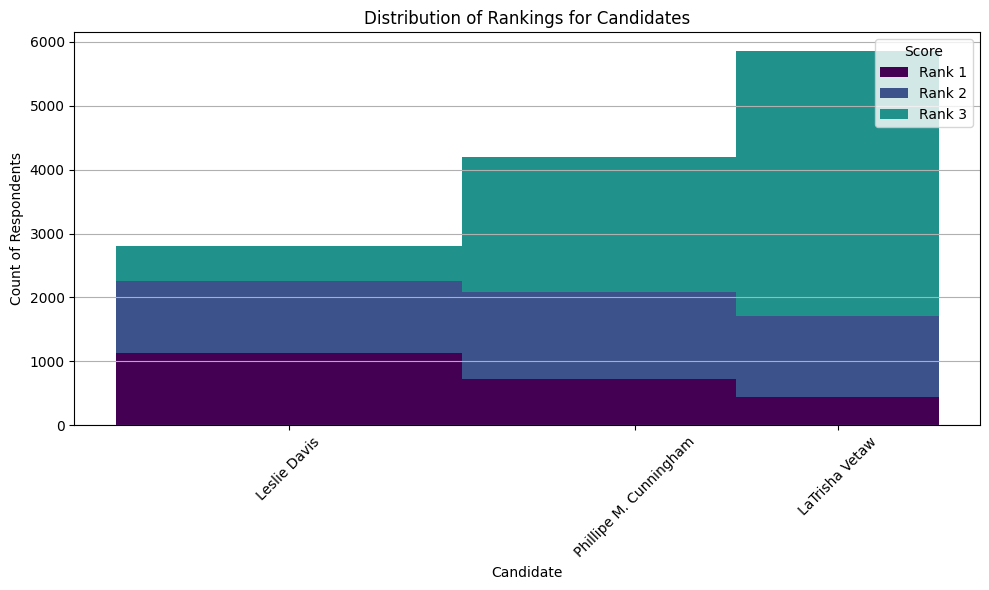 Distribution of Rankings for Candidates
Score
Rank 1
Rank 2
Rank 3
Count of Respondents
6000
5000
4000
3000
2000
1000
0
Leslie Davis
Phillipe M. Cunningham
LaTrisha Vetaw
Candidate